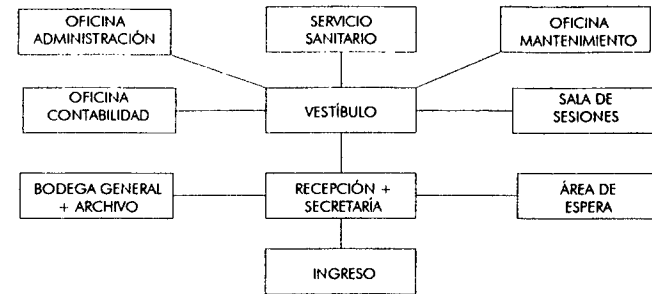 OFICINA
ADMINISTRACIÓN
SERVICIO
SANITARIO
OFICINA
MANTENIMIENTO
OFICINA
CONTABILIDAD
VESTÍBULO
SALA DE
SESIONES
BODEGA GENERAL
+ ARCHIVO
RECEPCIÓN +
SECRETARÍA
ÁREA DE
ESPERA
INGRESO